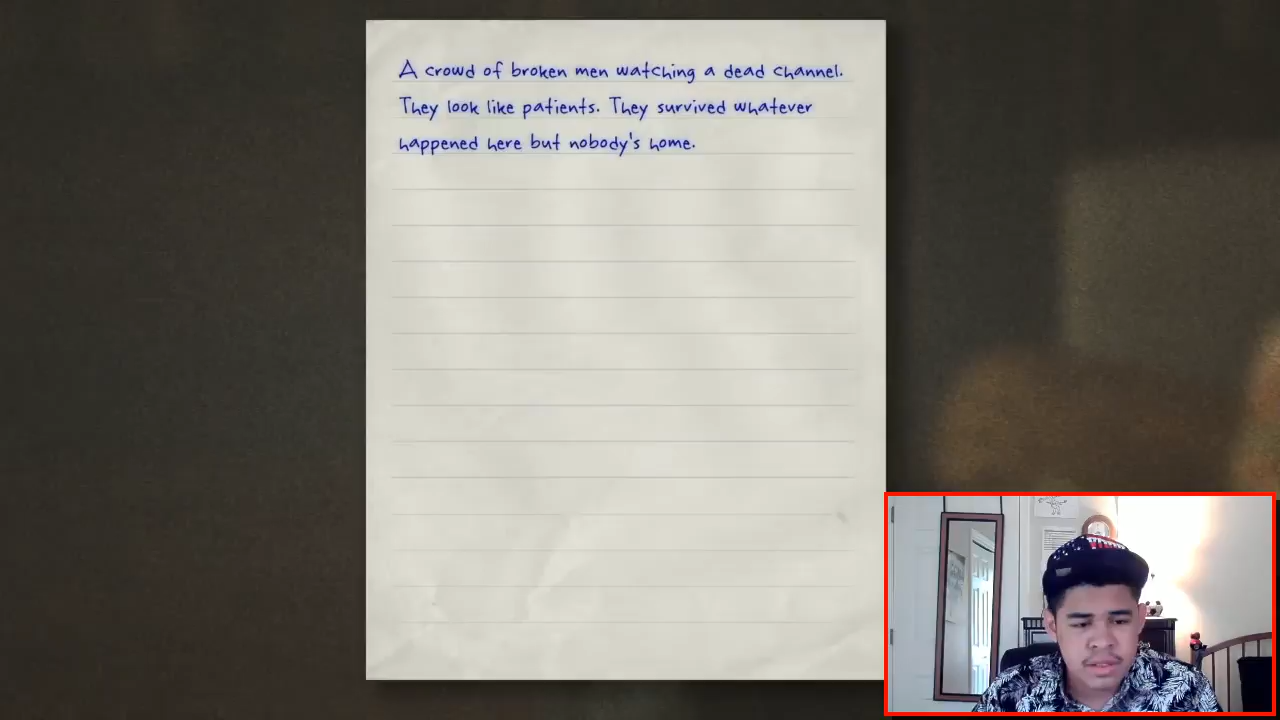 A crowd of broken men watching a dead channel.
They look like patients. They survived whatever
happened here but nobody's home.